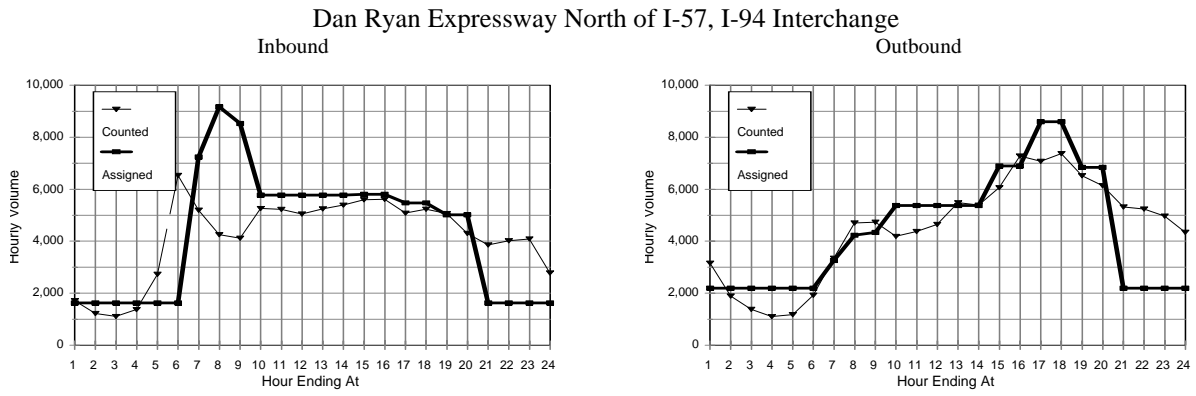 Dan Ryan Expressway North of I-57, I-94 Interchange
Inbound
10,000
8,000
6,000
4,000
2,000
0
Hourly Volume
Counted
Assigned
1 2 3 4 5 6 7 8 9 10 11 12 13 14 15 16 17 18 19 20 21 22 23 24
Hour Ending At
Outbound
10,000
8,000
6,000
4,000
2,000
0
Hourly Volume
Counted
Assigned
1 2 3 4 5 6 7 8 9 10 11 12 13 14 15 16 17 18 19 20 21 22 23 24
Hour Ending At